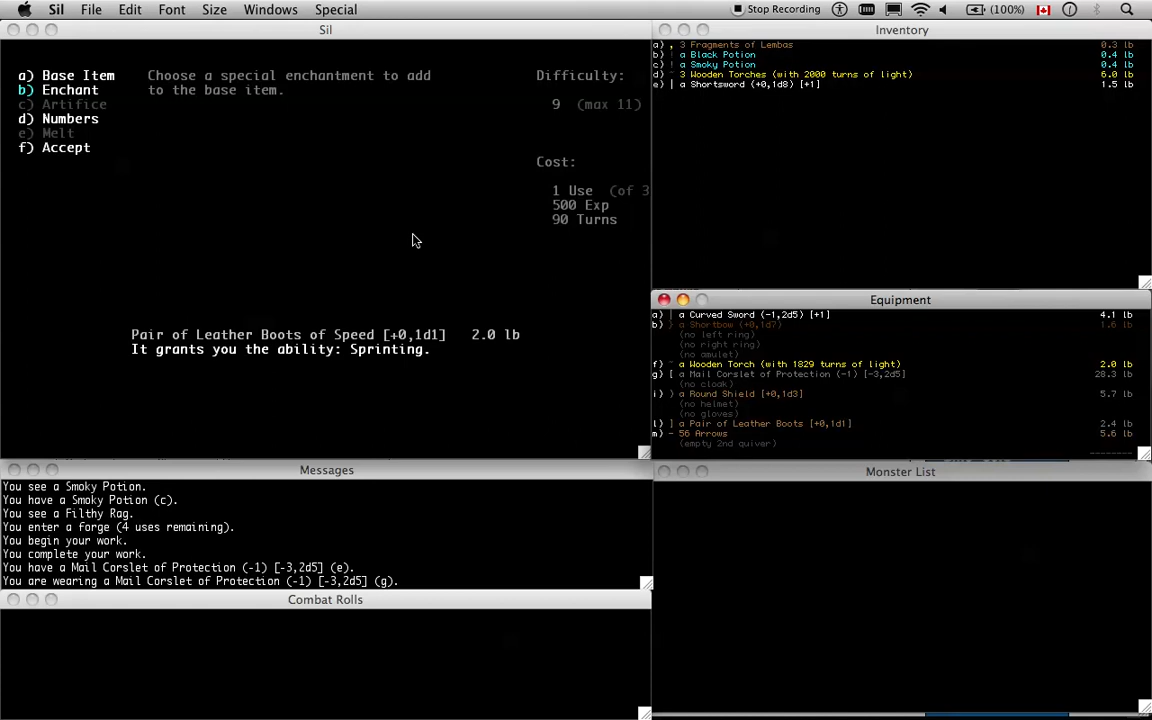 Sil File Edit Font Size Windows Special Stop Recording (100%)
Sil
a) Base Item
b) Enchant
c) Artifice
d) Numbers
e) Melt
f) Accept
Choose a special enchantment to add
to the base item.
Difficulty:
9 (max 11)
Cost:
1 Use (of 3
500 Exp
90 Turns
Pair of Leather Boots of Speed [+0,1d1] 2.0 lb
It grants you the ability: Sprinting.
Inventory
a) , 3 Fragments of Lembas 0.3 lb
b) ! a Black Potion 0.4 lb
c) ! a Smoky Potion 0.4 lb
d) ~ 3 Wooden Torches (with 2000 turns of light) 6.0 lb
e) | a Shortsword (+0,1d8) [+1] 1.5 lb
Equipment
a) | a Curved Sword (-1,2d5) [+1] 4.1 lb
b) } a Shortbow (+0,1d7) 1.6 lb
(no left ring)
(no right ring)
(no amulet)
f) ~ a Wooden Torch (with 1829 turns of light) 2.0 lb
g) [ a Mail Corslet of Protection (-1) [-3,2d5] 28.3 lb
(no cloak)
i) ) a Round Shield [+0,1d3] 5.7 lb
(no helmet)
(no gloves)
l) ] a Pair of Leather Boots [+0,1d1] 2.4 lb
m) - 56 Arrows 5.6 lb
(empty 2nd quiver)
Messages
You see a Smoky Potion.
You have a Smoky Potion (c).
You see a Filthy Rag.
You enter a forge (4 uses remaining).
You begin your work.
You complete your work.
You have a Mail Corslet of Protection (-1) [-3,2d5] (e).
You are wearing a Mail Corslet of Protection (-1) [-3,2d5] (g).
Monster List
Combat Rolls